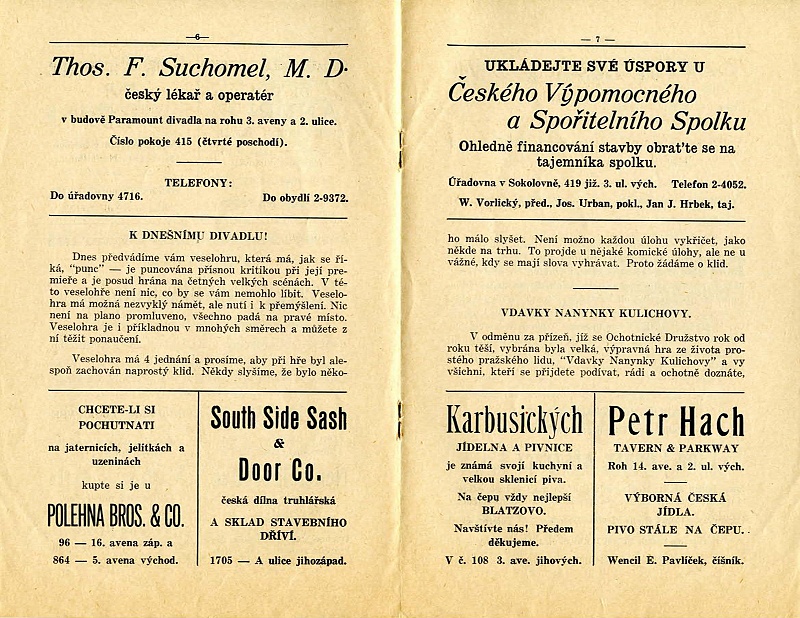 —6—
Thos. F. Suchomel, M. D.
český lékař a operatér
v budově Paramount divadla na rohu 3. aveny a 2. ulice.
Číslo pokoje 415 (čtvrté poschodí).
TELEFONY:
Do úřadovny 4716. Do obydlí 2-9372.
K DNEŠNÍMU DIVADLU!
Dnes předvádíme vám veselohru, která má, jak se ří-
ká, "punc" — je puncována přísnou kritikou při její pre-
mieře a je posud hrána na četných velkých scénách. V té-
to veselohře není nic, co by se vám nemohlo líbit. Veselo-
hra má možná nezvyklý námět, ale nutí i k přemýšlení. Nic
není na plano promluveno, všechno padá na pravé místo.
Veselohra je i příkladnou v mnohých směrech a můžete z
ní těžit ponaučení.
Veselohra má 4 jednání a prosíme, aby při hře byl ale-
spoň zachován naprostý klid. Někdy slyšíme, že bylo něko-
CHCETE-LI SI
POCHUTNATI
na jaternicích, jelítkách a
uzeninách
kupte si je u
POLEHNA BROS. & CO.
96 — 16. avena záp. a
864 — 5. avena východ.
South Side Sash
&
Door Co.
česká dílna truhlářská
A SKLAD STAVEBNÍHO
DŘÍVÍ.
1705 — A ulice jihozápad.
— 7 —
UKLÁDEJTE SVÉ ÚSPORY U
Českého Výpomocného
a Spořitelního Spolku
Ohledně financování stavby obrat'te se na
tajemníka spolku.
Úřadovna v Sokolovně, 419 již. 3. ul. vých. Telefon 2-4052.
W. Vorlický, před., Jos. Urban, pokl., Jan J. Hrbek, taj.
ho málo slyšet. Není možno každou úlohu vykřičet, jako
někde na trhu. To projde u nějaké komické úlohy, ale ne u
vážné, kdy se mají slova vyhrávat. Proto žádáme o klid.
VDAVKY NANYNKY KULICHOVY.
V odměnu za přízeň, jíž se Ochotnické Družstvo rok od
roku těší, vybrána byla velká, výpravná hra ze života pro-
stého pražského lidu, "Vdavky Nanynky Kulichovy" a vy
všichni, kteří se přijdete podívat, rádi a ochotně doznáte,
Karbusických
JÍDELNA A PIVNICE
je známá svojí kuchyní a
velkou sklenicí piva.
Na čepu vždy nejlepší
BLATZOVO.
Navštivte nás! Předem
děkujeme.
V č. 108 3. ave. jihových.
Petr Hach
TAVERN & PARKWAY
Roh 14. ave. a 2. ul. vých.
VÝBORNÁ ČESKÁ
JÍDLA.
PIVO STÁLE NA ČEPU.
Wencil E. Pavlíček, číšník.